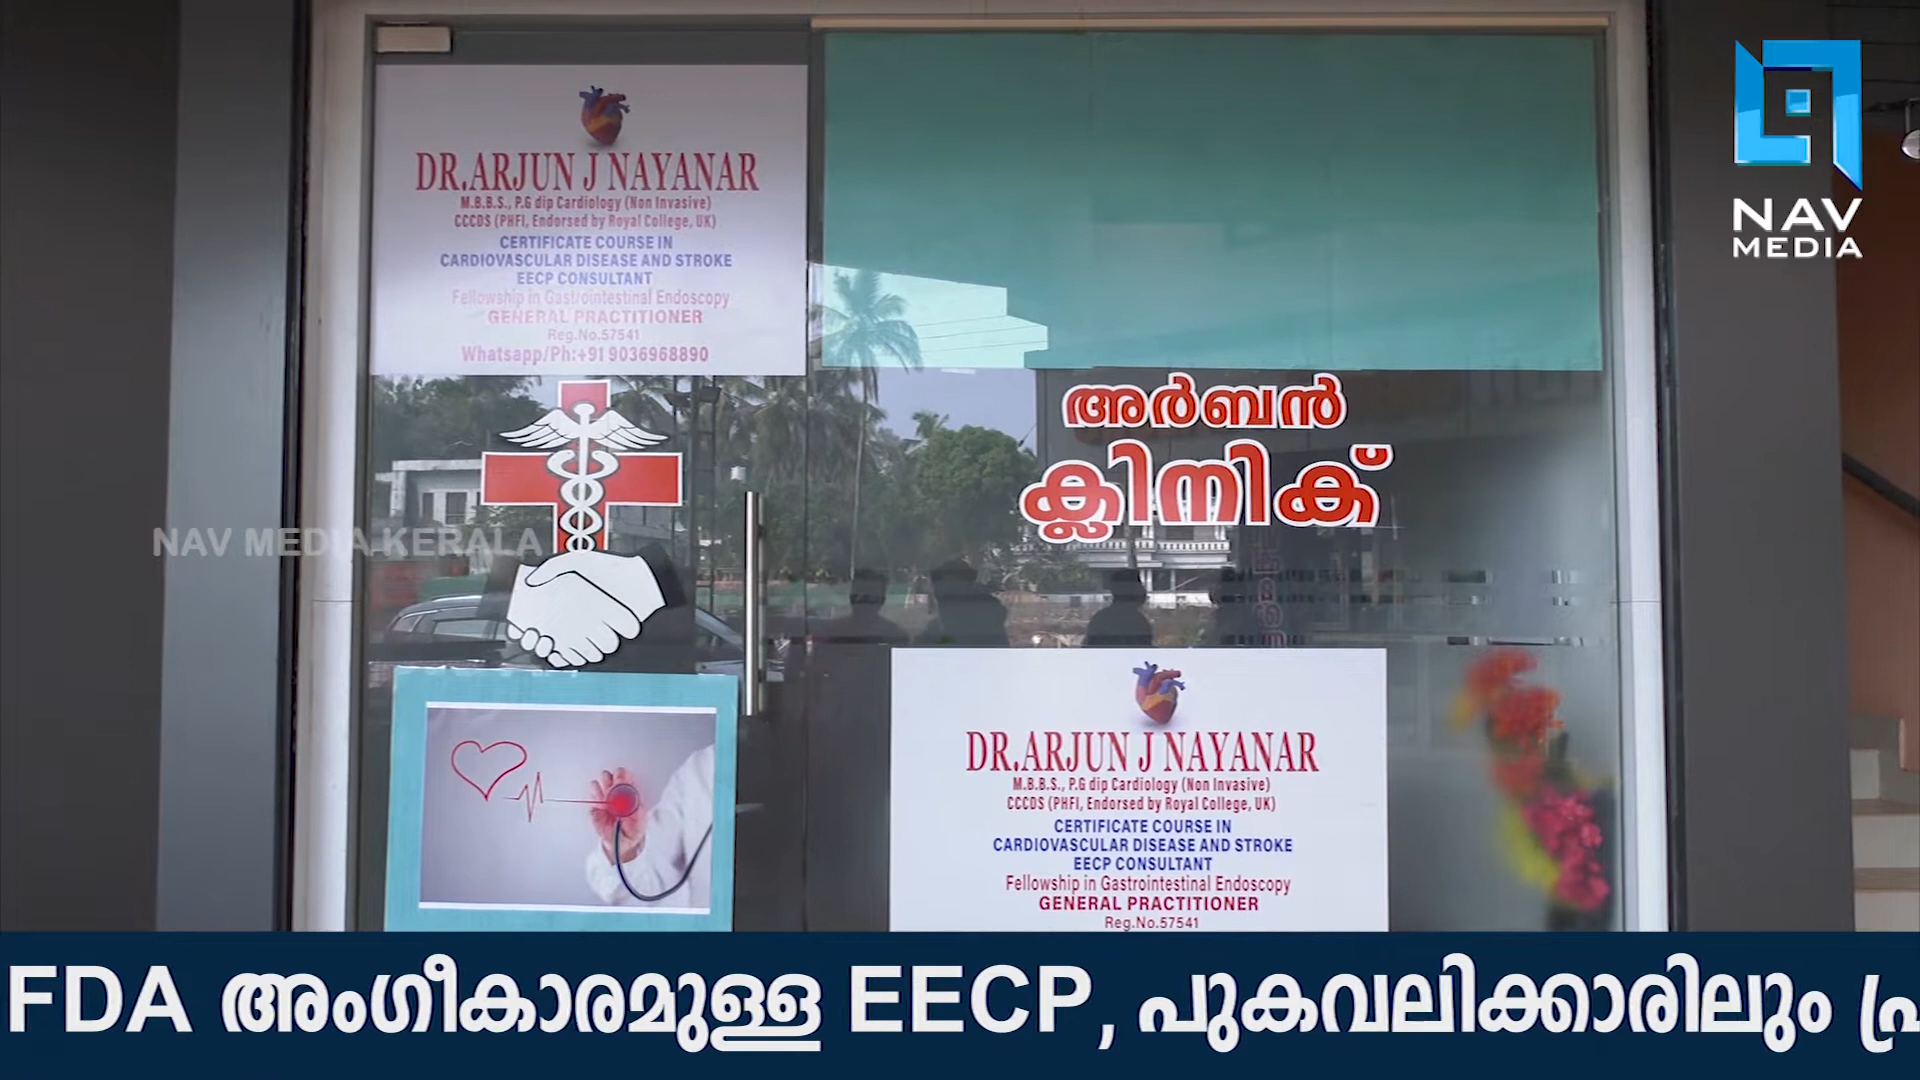 DR.ARJUN J NAYANAR
M.B.B.S., P.G dip Cardiology (Non Invasive)
CCCDS (PHFI, Endorsed by Royal College, UK)
CERTIFICATE COURSE IN
CARDIOVASCULAR DISEASE AND STROKE
EECP CONSULTANT
Fellowship in Gastrointestinal Endoscopy
GENERAL PRACTITIONER
Reg.No.57541
Whatsapp/Ph:+91 9036968890
NAV
MEDIA
അർബൻ
ക്ലിനിക്
NAV MEDIA KERALA
DR.ARJUN J NAYANAR
M.B.B.S., P.G dip Cardiology (Non Invasive)
CCCDS (PHFI, Endorsed by Royal College, UK)
CERTIFICATE COURSE IN
CARDIOVASCULAR DISEASE AND STROKE
EECP CONSULTANT
Fellowship in Gastrointestinal Endoscopy
GENERAL PRACTITIONER
Reg.No.57541
FDA അംഗീകാരമുള്ള EECP, പുകവലിക്കാരിലും പ്ര